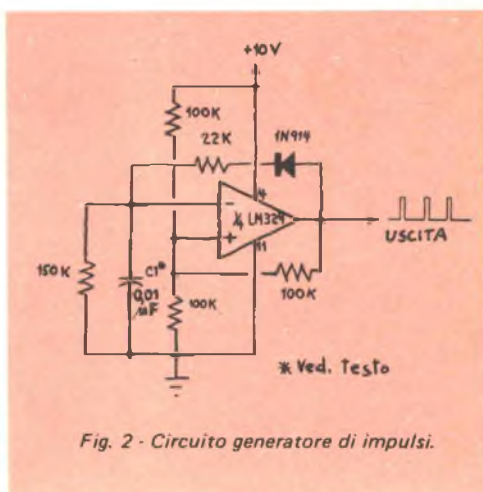 +10V
100K
22K
1N914
-
¼ LM324
4
+
11
USCITA
150K
C1*
0,01
µF
100K
100K
* Ved. testo
Fig. 2 - Circuito generatore di impulsi.